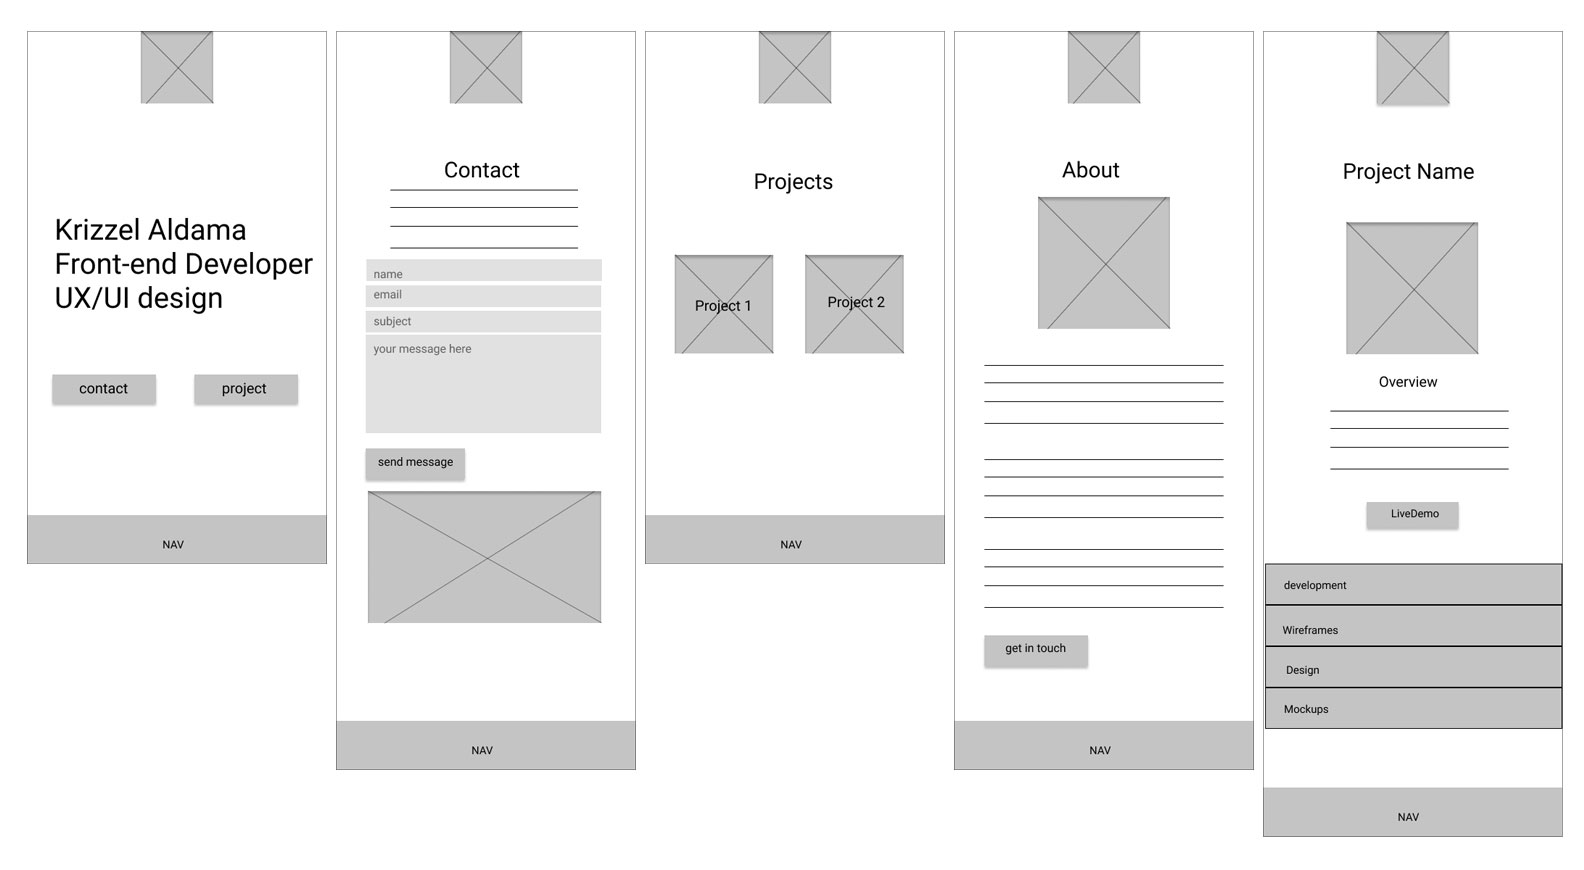 Krizzel Aldama
Front-end Developer
UX/UI design
contact
project
NAV
Contact
name
email
subject
your message here
send message
NAV
Projects
Project 1
Project 2
NAV
About
get in touch
NAV
Project Name
Overview
LiveDemo
development
Wireframes
Design
Mockups
NAV